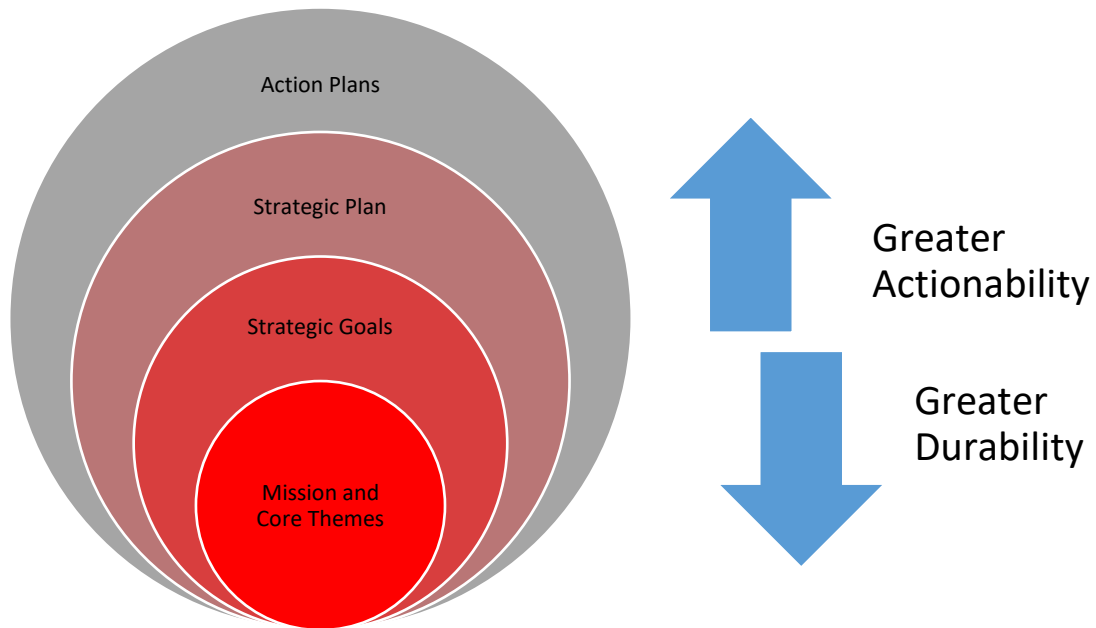 Action Plans
Strategic Plan
Strategic Goals
Mission and
Core Themes
Greater
Actionability
Greater
Durability